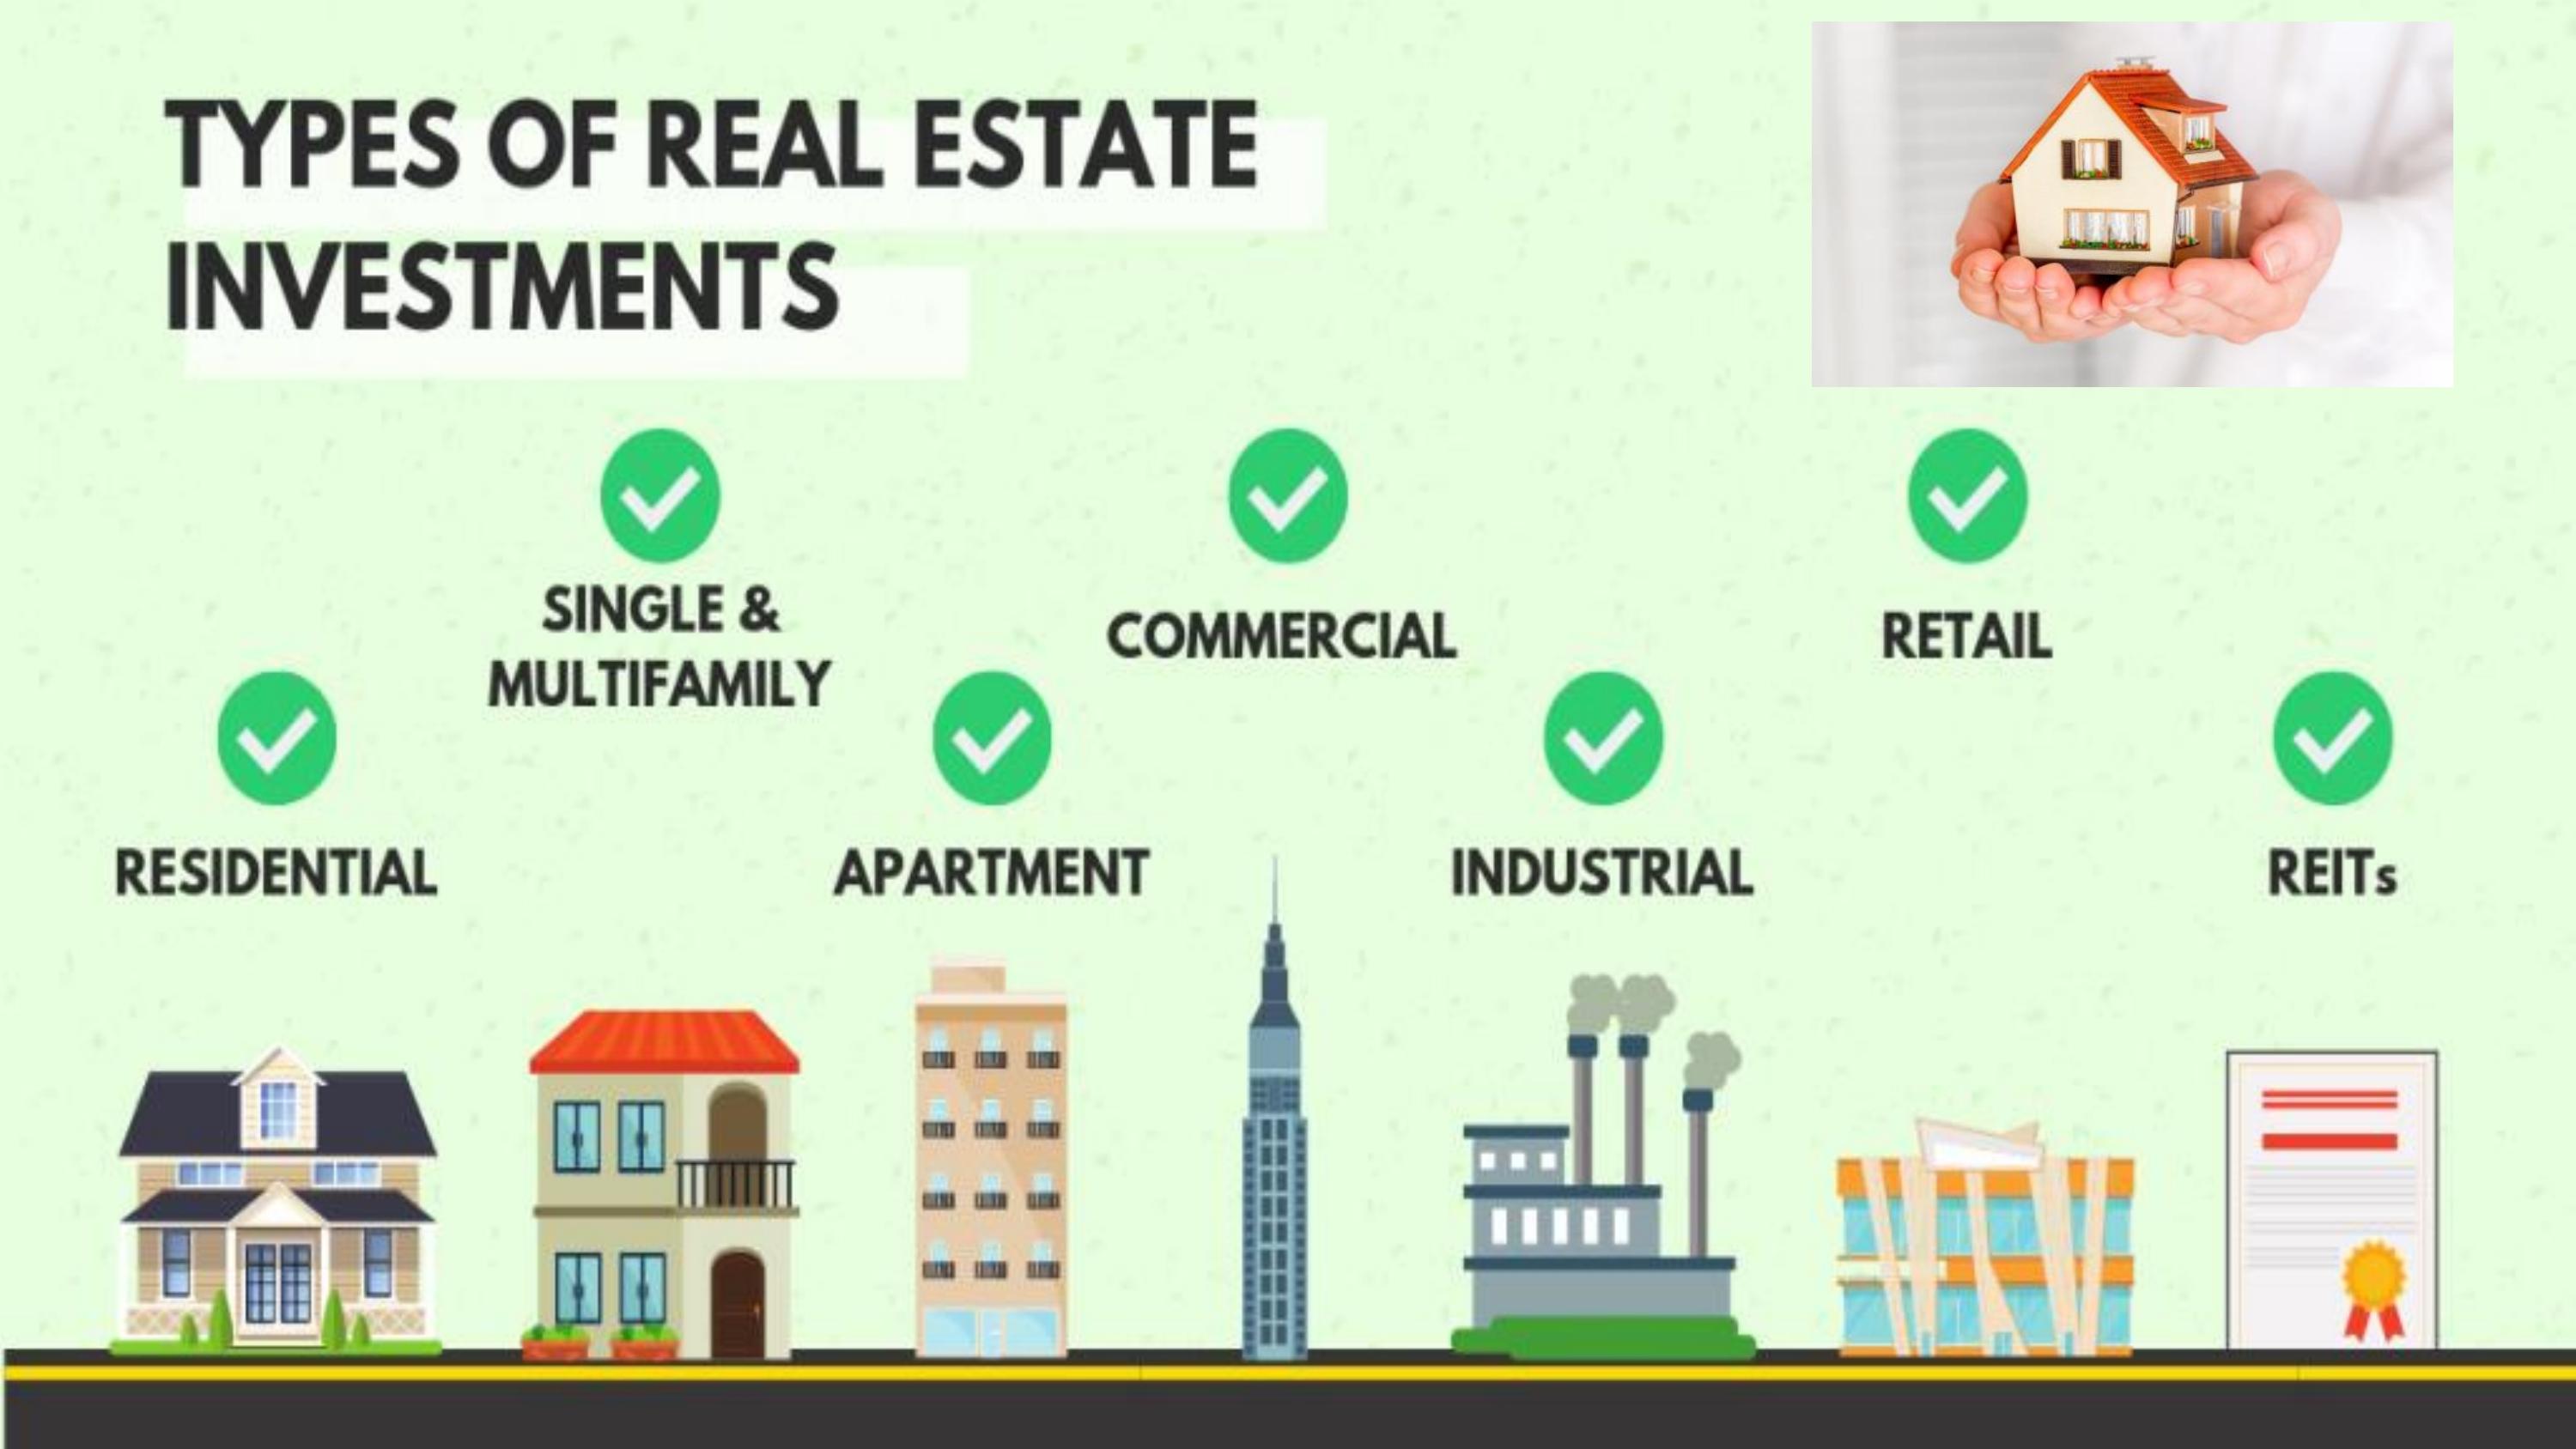 TYPES OF REAL ESTATE
INVESTMENTS
SINGLE &
MULTIFAMILY
COMMERCIAL
RETAIL
RESIDENTIAL
APARTMENT
INDUSTRIAL
REITs